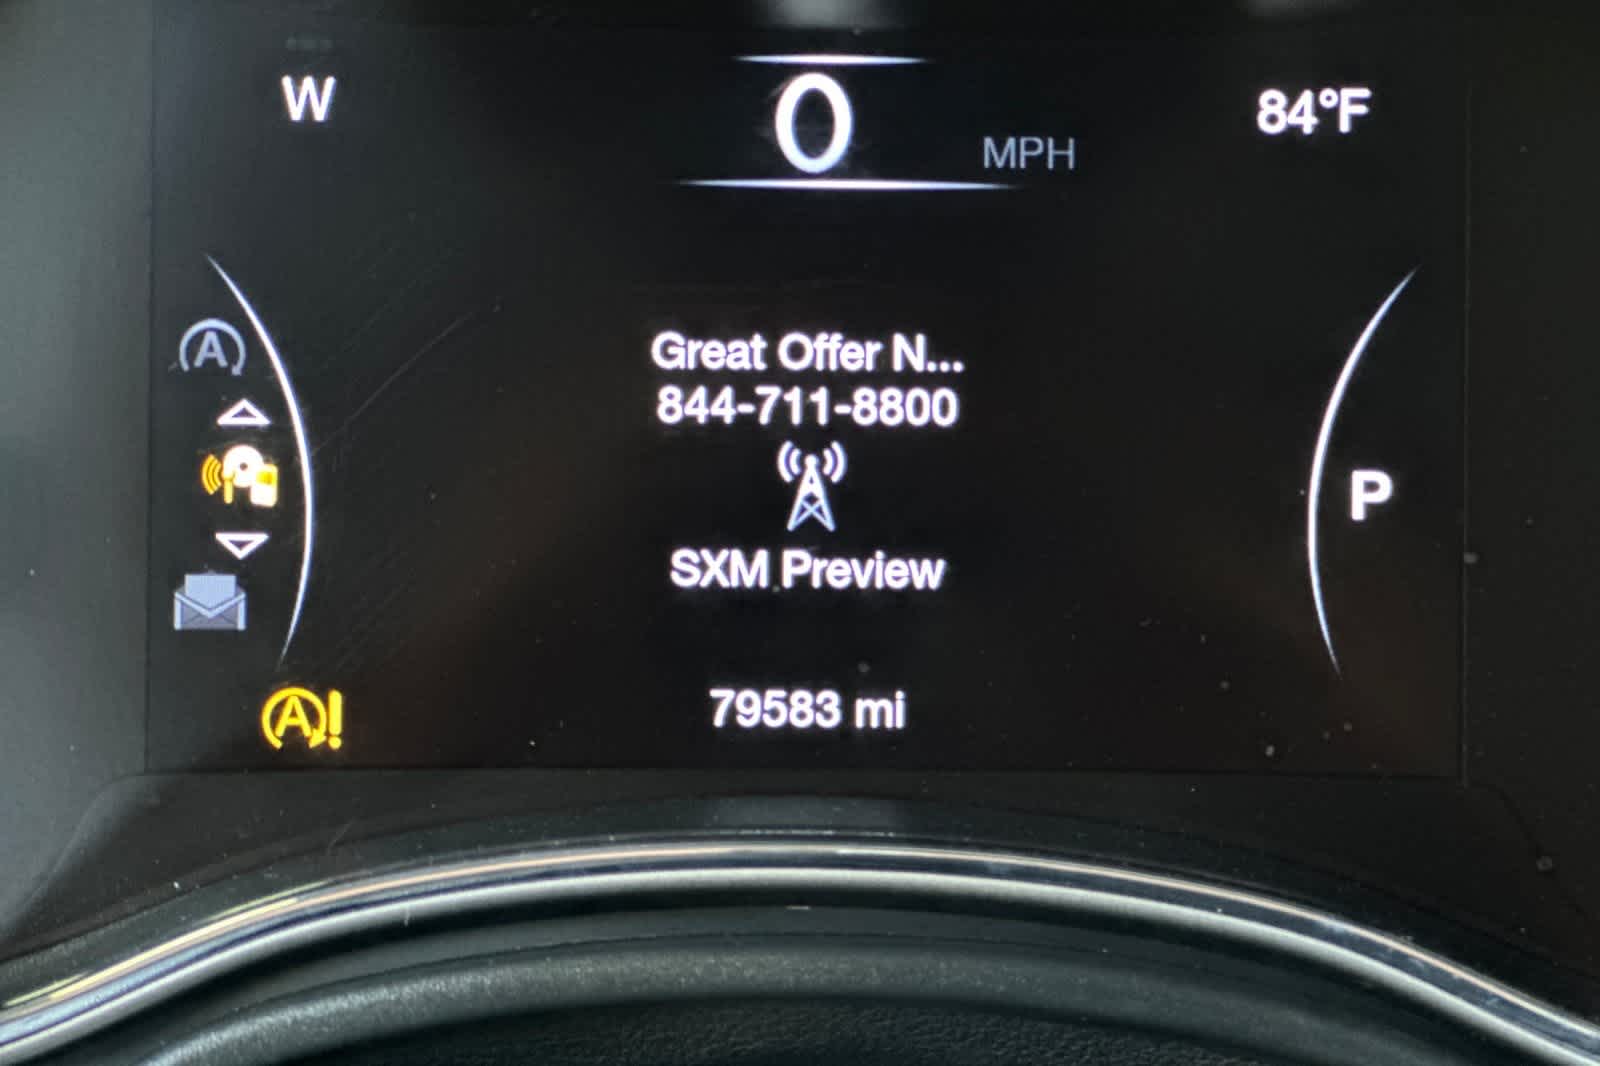 W
0
MPH
84°F
A
Great Offer N...
844-711-8800
SXM Preview
P
79583 mi
A!